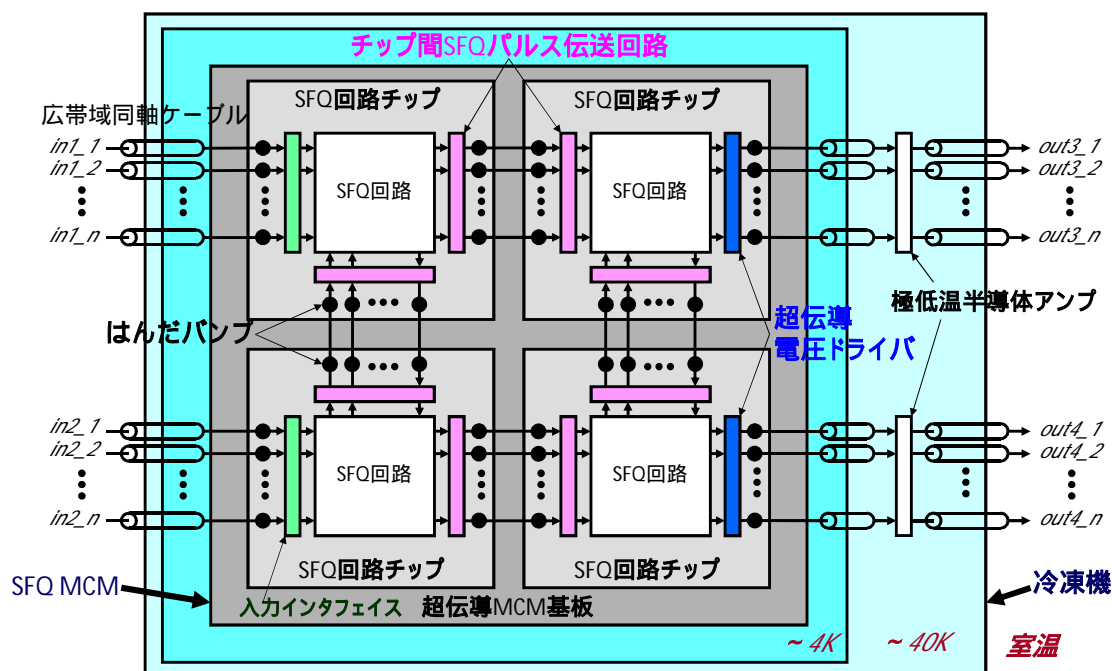 チップ間SFQパルス伝送回路
SFQ回路チップ
SFQ回路チップ
広帯域同軸ケーブル
in1_1
in1_2
in1_n
SFQ回路
SFQ回路
out3_1
out3_2
out3_n
極低温半導体アンプ
はんだバンプ
超伝導
電圧ドライバ
in2_1
in2_2
in2_n
SFQ回路
SFQ回路
out4_1
out4_2
out4_n
SFQ回路チップ
SFQ回路チップ
SFQ MCM
入力インタフェイス
超伝導MCM基板
冷凍機
~ 4K
~ 40K
室温